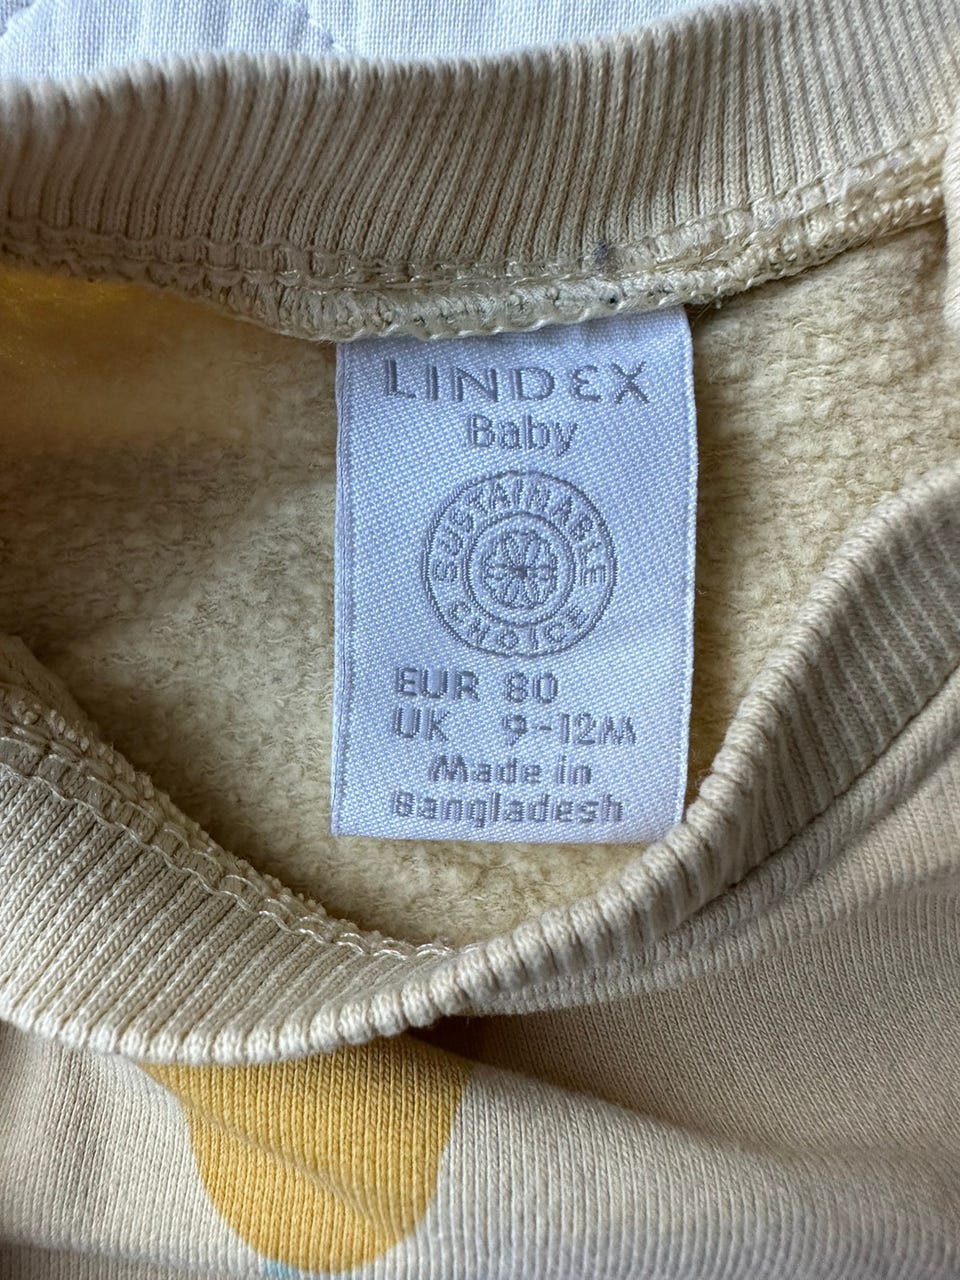 LINDEX
Baby
SUSTAINABLE
CHOICE
EUR 80
UK 9-12M
Made in
Bangladesh